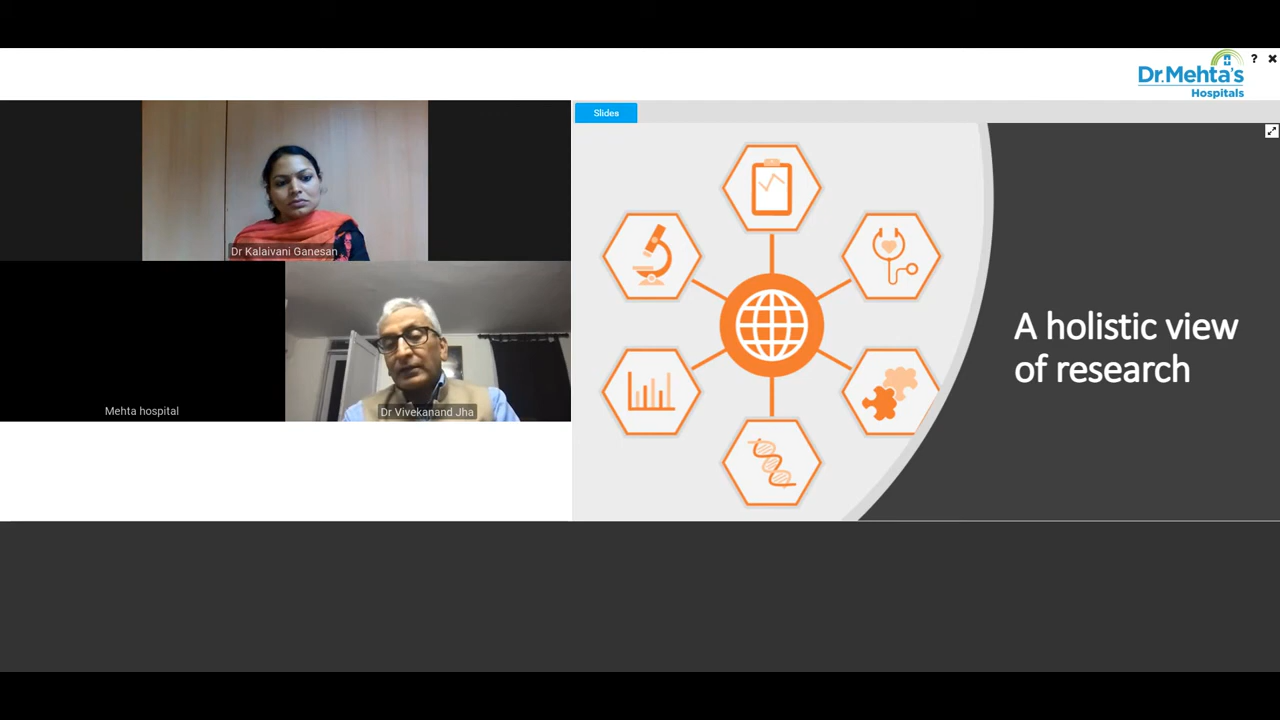 Dr.Mehta's
Hospitals
? ✖
Slides
Dr Kalaivani Ganesan
Mehta hospital
Dr Vivekanand Jha
A holistic view
of research